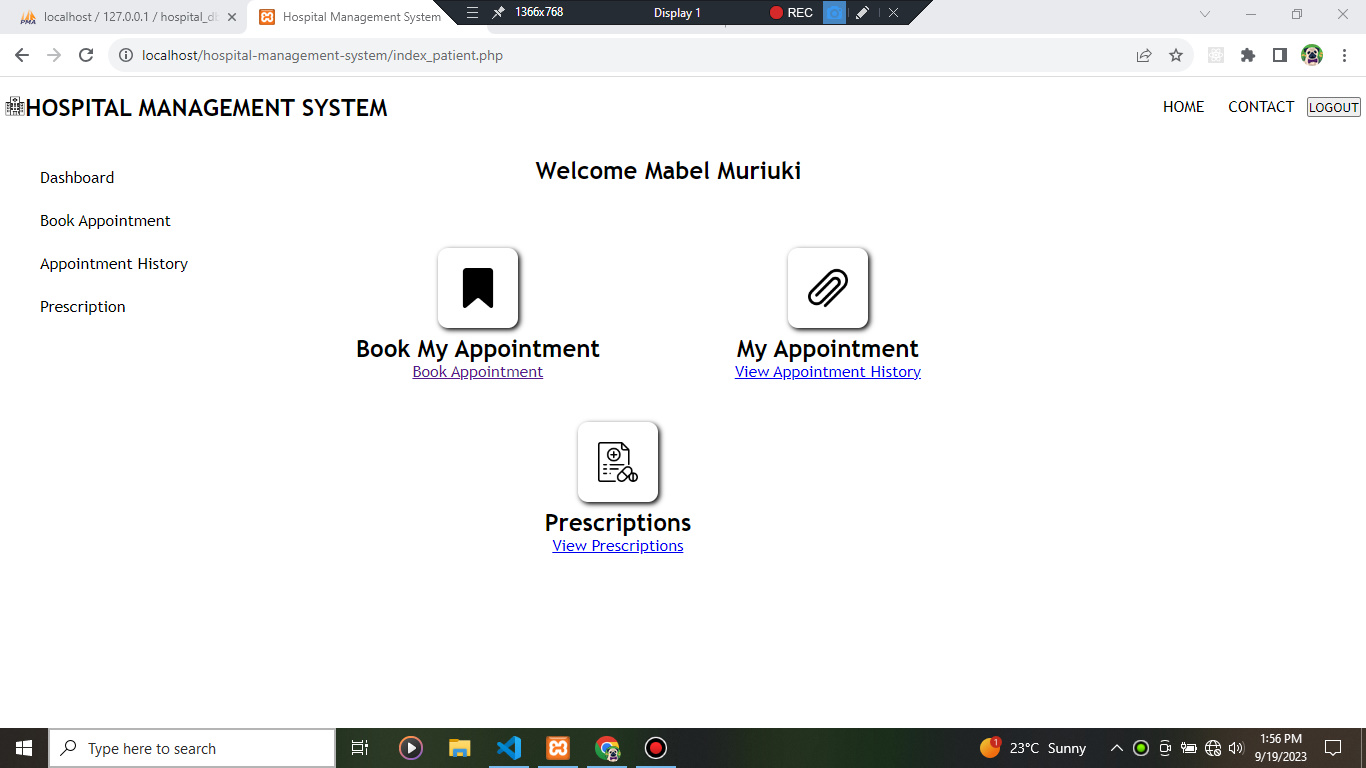 PMA localhost / 127.0.0.1 / hospital_d
Hospital Management System
1366x768 Display 1 REC
localhost/hospital-management-system/index_patient.php
HOSPITAL MANAGEMENT SYSTEM
HOME CONTACT LOGOUT
Welcome Mabel Muriuki
Dashboard
Book Appointment
Appointment History
Prescription
Book My Appointment
Book Appointment
My Appointment
View Appointment History
Prescriptions
View Prescriptions
Type here to search
1
23°C Sunny
1:56 PM
9/19/2023